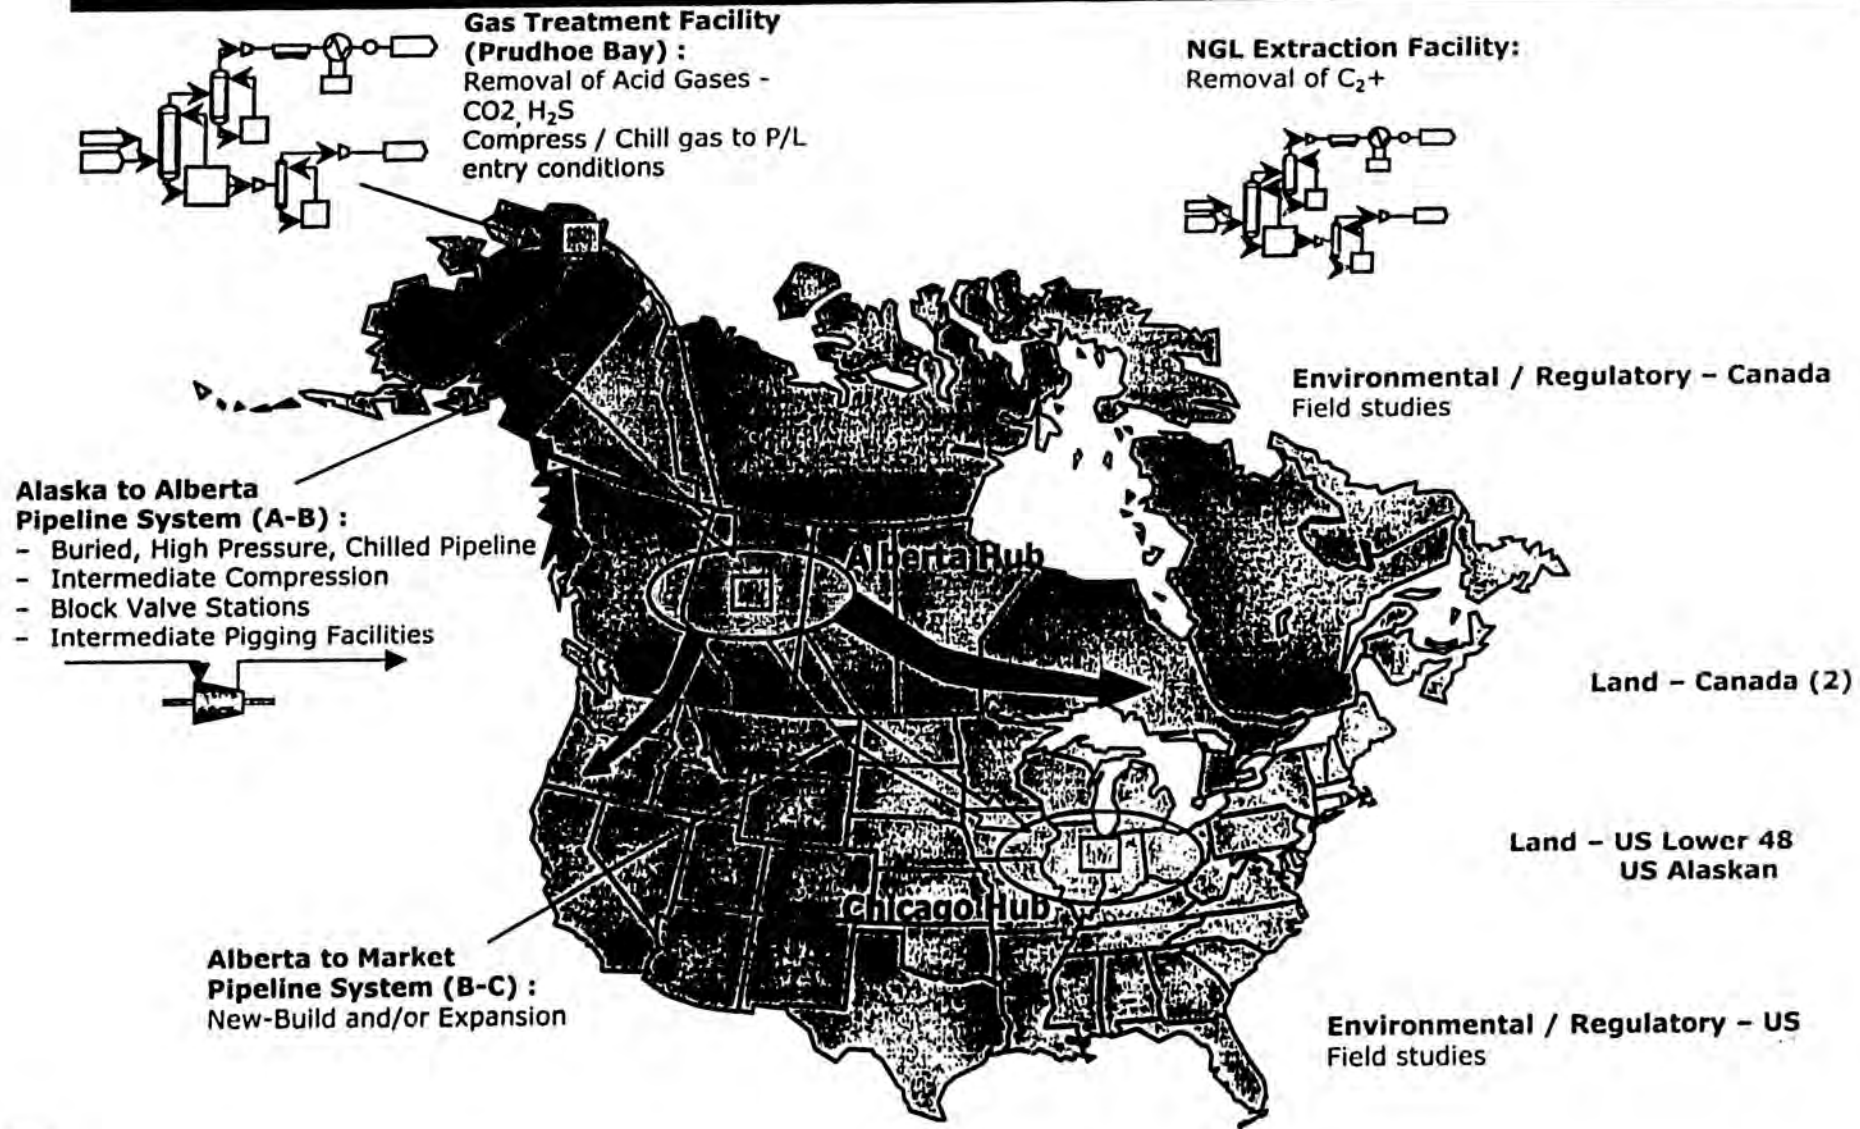 Gas Treatment Facility
(Prudhoe Bay) :
Removal of Acid Gases -
CO2, H₂S
Compress / Chill gas to P/L
entry conditions
NGL Extraction Facility:
Removal of C₂+
Environmental / Regulatory – Canada
Field studies
Alaska to Alberta
Pipeline System (A-B) :
– Buried, High Pressure, Chilled Pipeline
– Intermediate Compression
– Block Valve Stations
– Intermediate Pigging Facilities
Alberta Hub
Land – Canada (2)
Land – US Lower 48
US Alaskan
Chicago Hub
Alberta to Market
Pipeline System (B-C) :
New-Build and/or Expansion
Environmental / Regulatory – US
Field studies